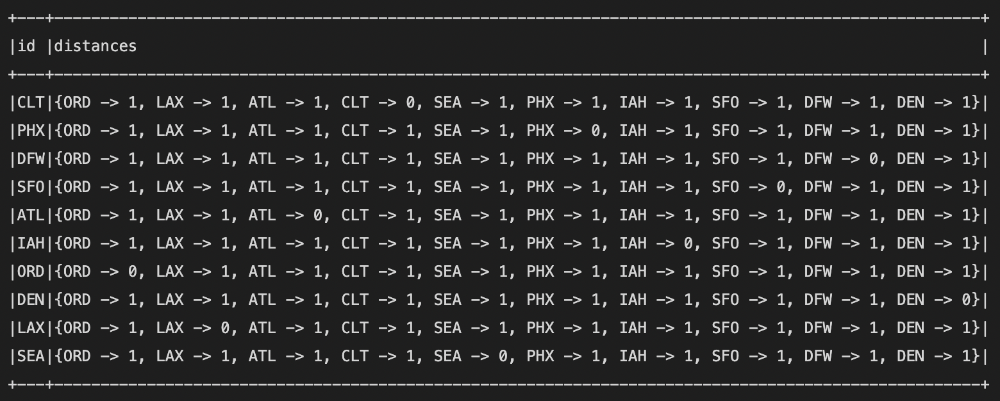 +---+----------------------------------------------------------------------------------------------------+
|id |distances                                                                                           |
+---+----------------------------------------------------------------------------------------------------+
|CLT|{ORD -> 1, LAX -> 1, ATL -> 1, CLT -> 0, SEA -> 1, PHX -> 1, IAH -> 1, SFO -> 1, DFW -> 1, DEN -> 1}|
|PHX|{ORD -> 1, LAX -> 1, ATL -> 1, CLT -> 1, SEA -> 1, PHX -> 0, IAH -> 1, SFO -> 1, DFW -> 1, DEN -> 1}|
|DFW|{ORD -> 1, LAX -> 1, ATL -> 1, CLT -> 1, SEA -> 1, PHX -> 1, IAH -> 1, SFO -> 1, DFW -> 0, DEN -> 1}|
|SFO|{ORD -> 1, LAX -> 1, ATL -> 1, CLT -> 1, SEA -> 1, PHX -> 1, IAH -> 1, SFO -> 0, DFW -> 1, DEN -> 1}|
|ATL|{ORD -> 1, LAX -> 1, ATL -> 0, CLT -> 1, SEA -> 1, PHX -> 1, IAH -> 1, SFO -> 1, DFW -> 1, DEN -> 1}|
|IAH|{ORD -> 1, LAX -> 1, ATL -> 1, CLT -> 1, SEA -> 1, PHX -> 1, IAH -> 0, SFO -> 1, DFW -> 1, DEN -> 1}|
|ORD|{ORD -> 0, LAX -> 1, ATL -> 1, CLT -> 1, SEA -> 1, PHX -> 1, IAH -> 1, SFO -> 1, DFW -> 1, DEN -> 1}|
|DEN|{ORD -> 1, LAX -> 1, ATL -> 1, CLT -> 1, SEA -> 1, PHX -> 1, IAH -> 1, SFO -> 1, DFW -> 1, DEN -> 0}|
|LAX|{ORD -> 1, LAX -> 0, ATL -> 1, CLT -> 1, SEA -> 1, PHX -> 1, IAH -> 1, SFO -> 1, DFW -> 1, DEN -> 1}|
|SEA|{ORD -> 1, LAX -> 1, ATL -> 1, CLT -> 1, SEA -> 0, PHX -> 1, IAH -> 1, SFO -> 1, DFW -> 1, DEN -> 1}|
+---+----------------------------------------------------------------------------------------------------+